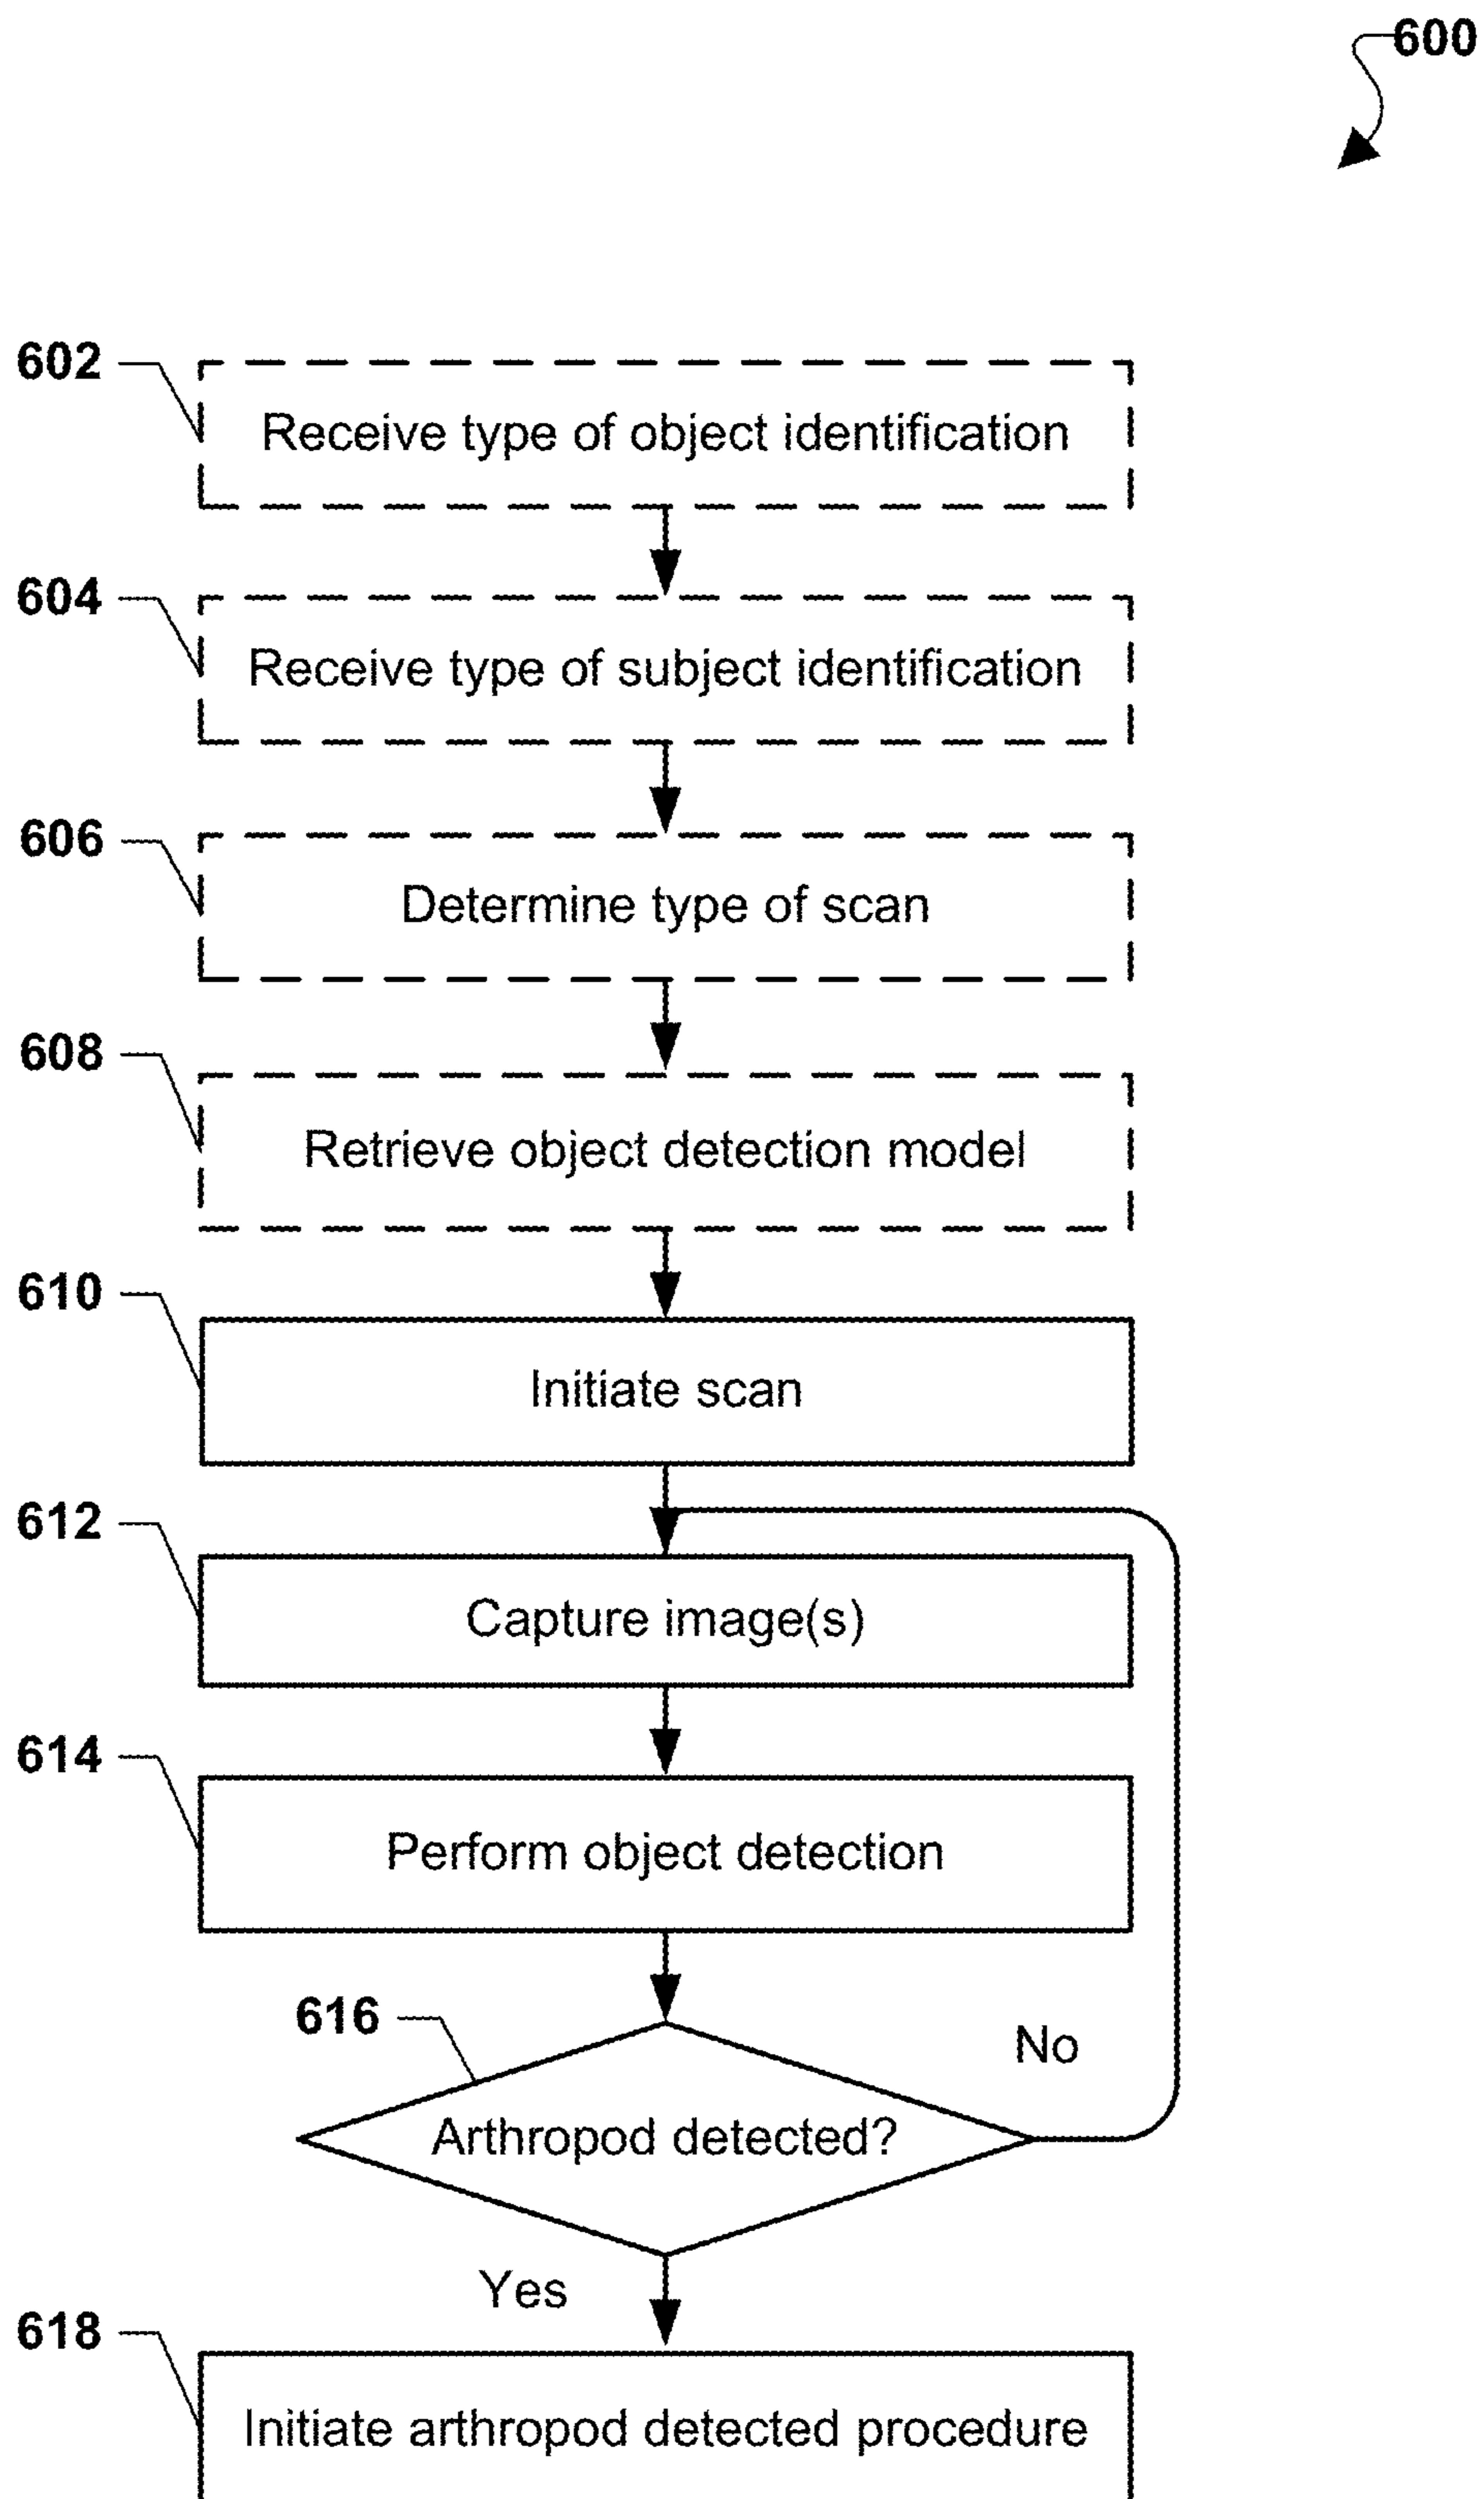 600
602
Receive type of object identification
604
Receive type of subject identification
606
Determine type of scan
608
Retrieve object detection model
610
Initiate scan
612
Capture image(s)
614
Perform object detection
616
No
Arthropod detected?
Yes
618
Initiate arthropod detected procedure